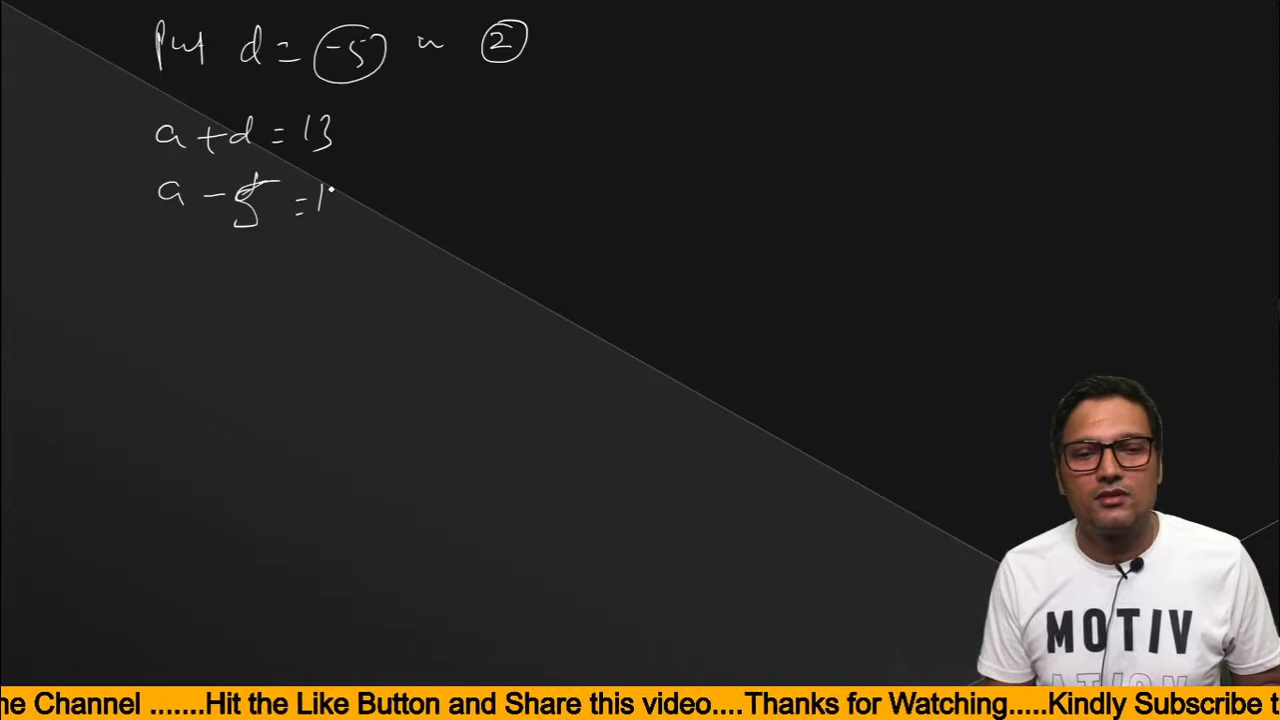 Put d = -5 in 2
a + d = 13
a - 5 = 1
MOTIV
ATION
he Channel .......Hit the Like Button and Share this video....Thanks for Watching.....Kindly Subscribe t